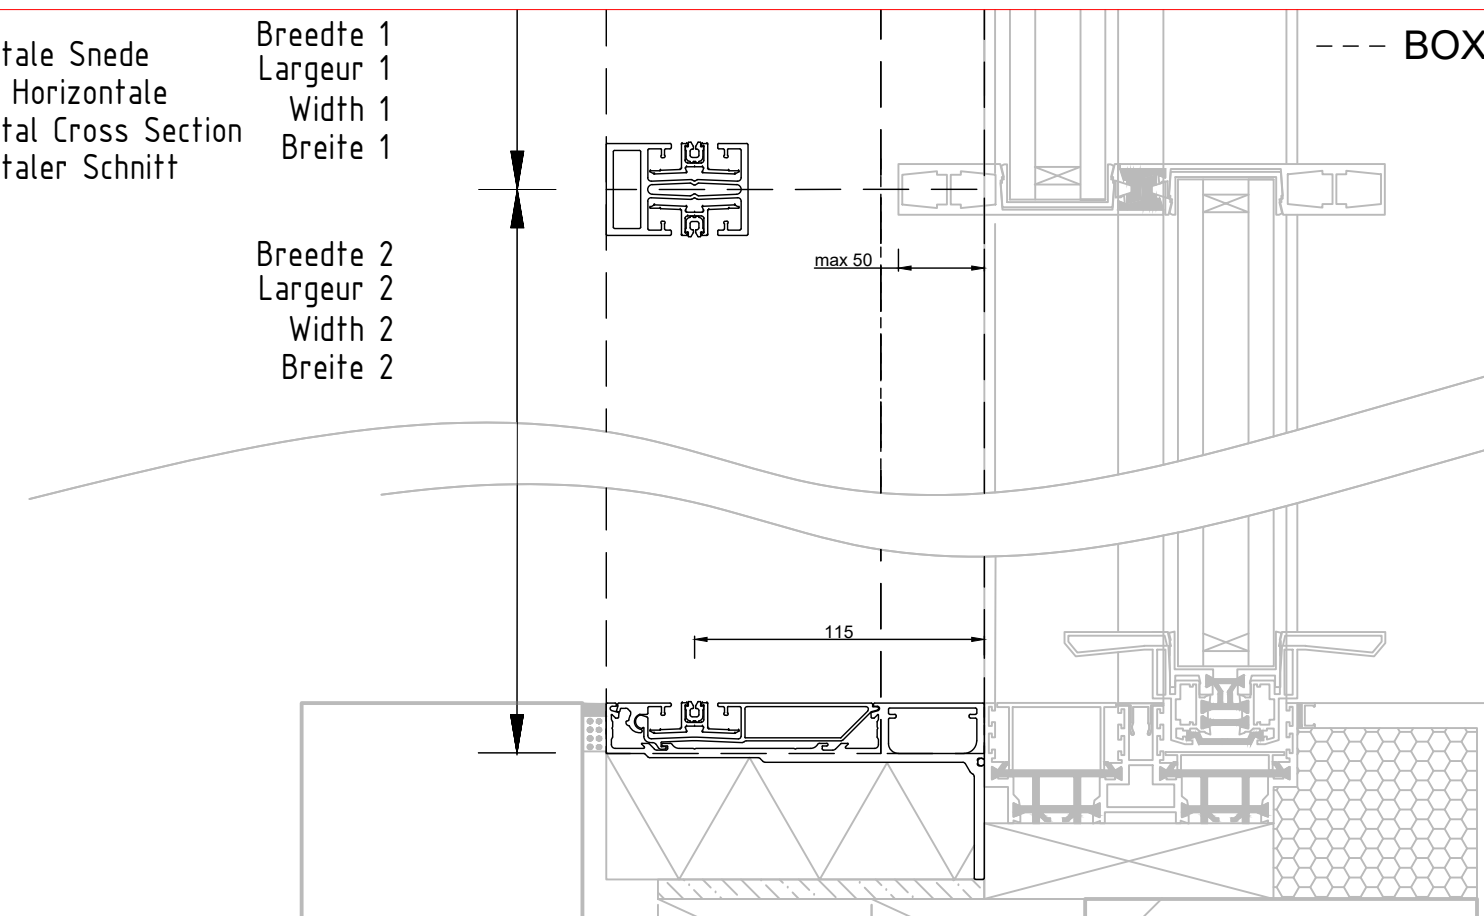 tale Snede
Horizontale
tal Cross Section
taler Schnitt
Breedte 1
Largeur 1
Width 1
Breite 1
BOX
Breedte 2
Largeur 2
Width 2
Breite 2
max 50
115